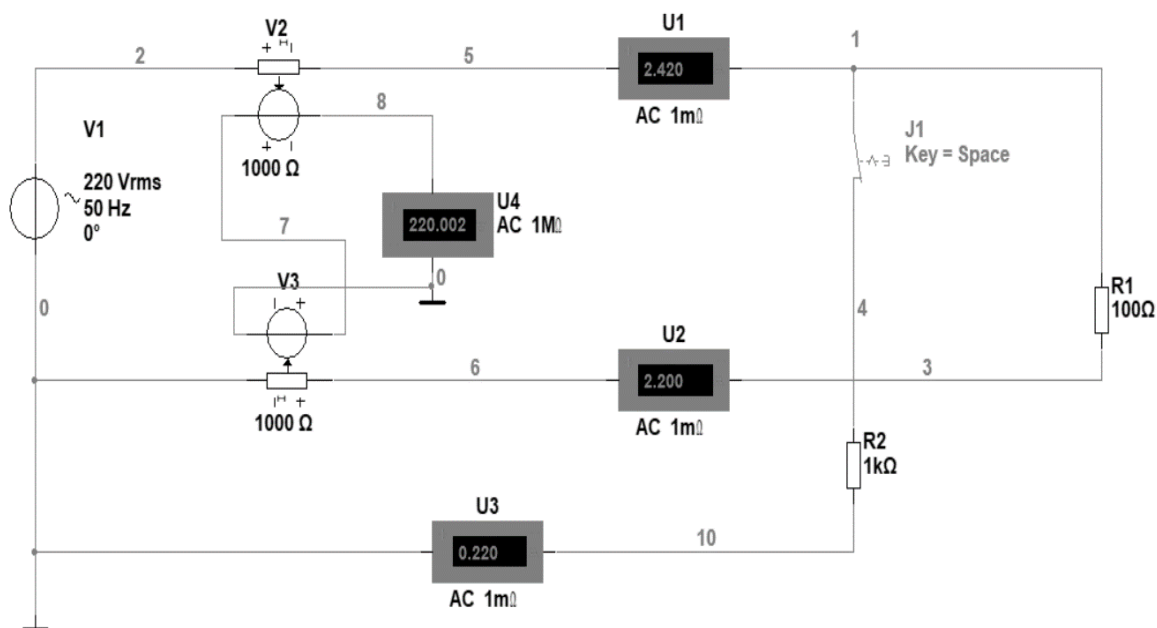 V2
+ −
2
5
U1
2.420
AC 1mΩ
1
8
V1
+ −
1000 Ω
J1
Key = Space
220 Vrms
50 Hz
0°
U4
AC 1MΩ
220.002
7
0
V3
− +
0
4
R1
100Ω
U2
2.200
AC 1mΩ
6
3
− +
1000 Ω
R2
1kΩ
U3
0.220
AC 1mΩ
10